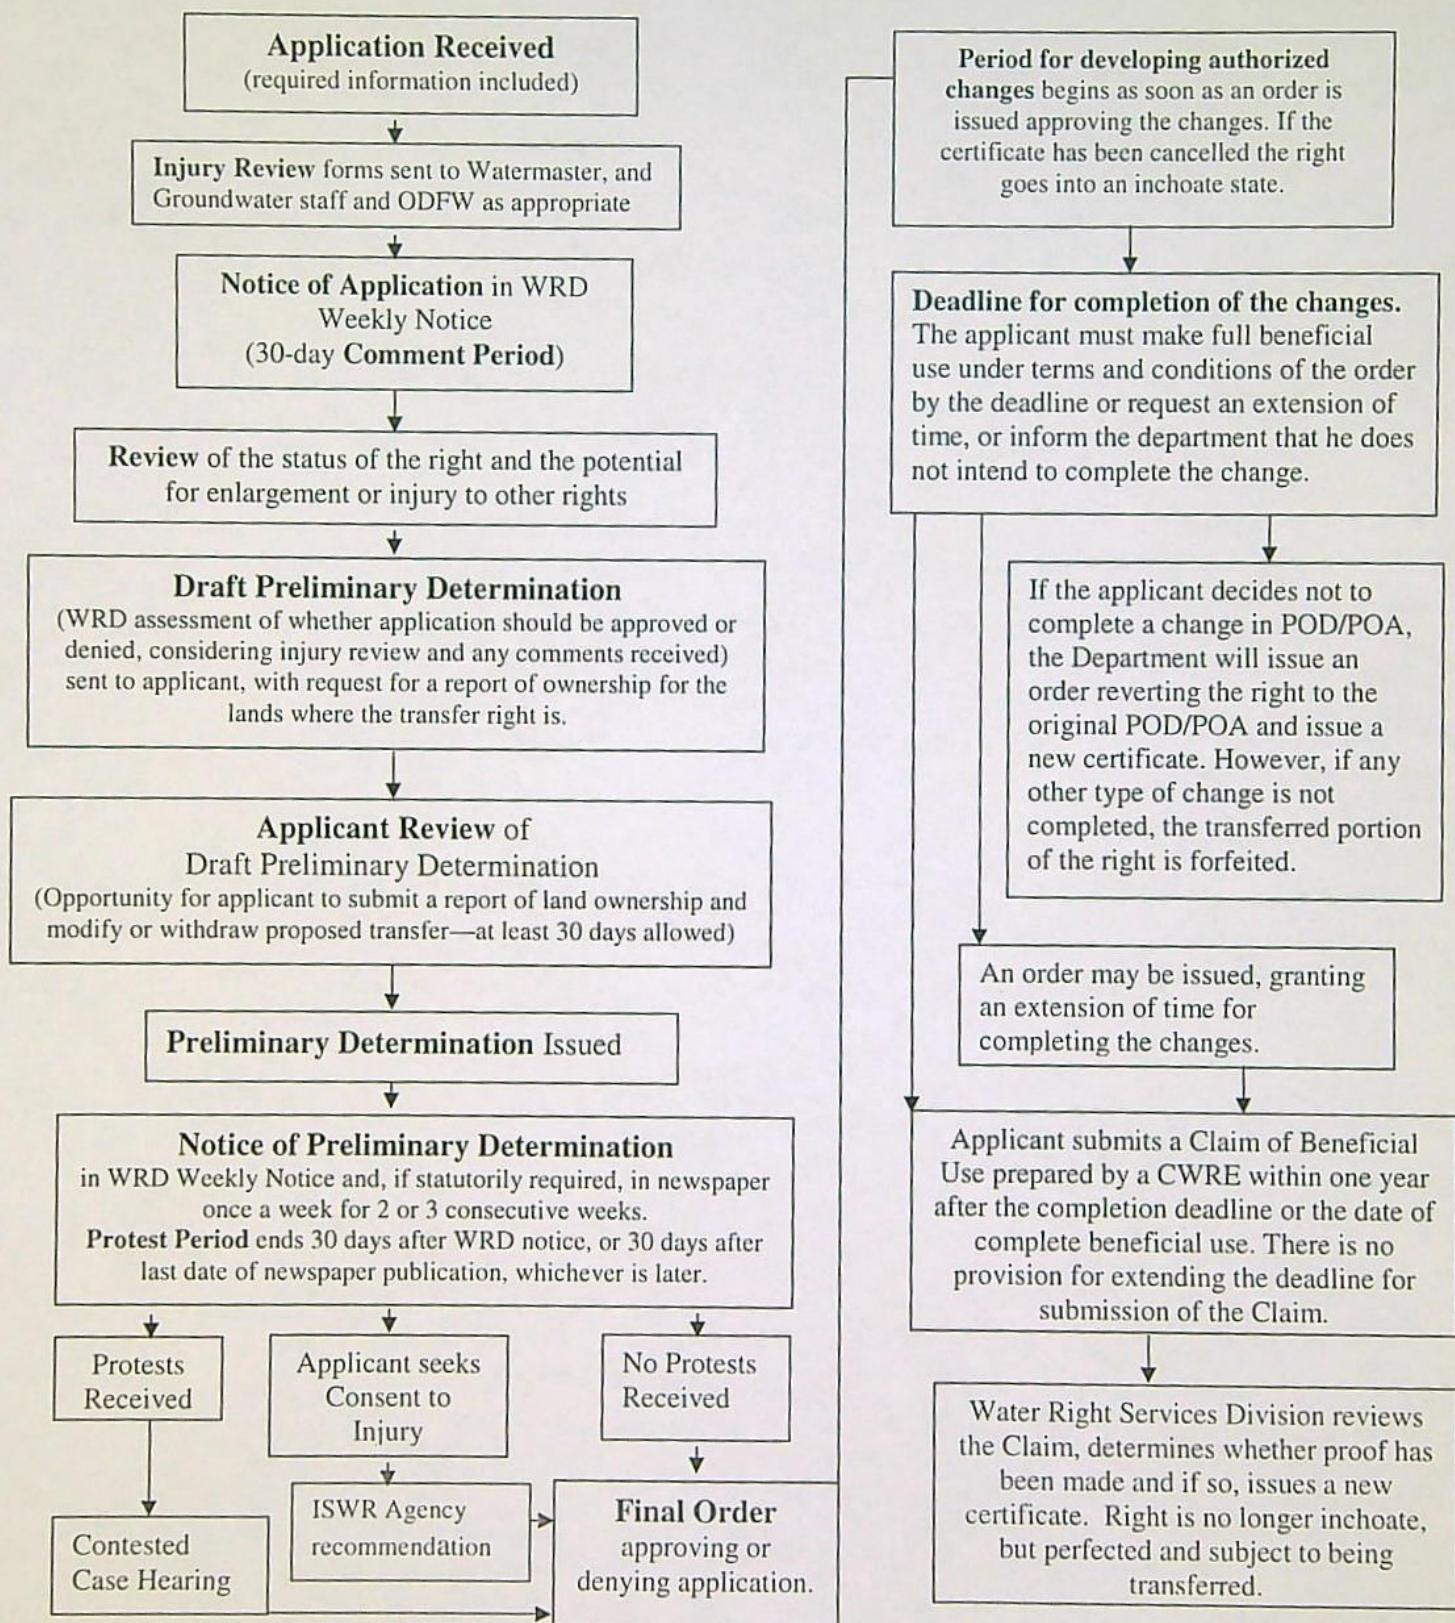 Application Received
(required information included)
Injury Review forms sent to Watermaster, and
Groundwater staff and ODFW as appropriate
Notice of Application in WRD
Weekly Notice
(30-day Comment Period)
Review of the status of the right and the potential
for enlargement or injury to other rights
Draft Preliminary Determination
(WRD assessment of whether application should be approved or
denied, considering injury review and any comments received)
sent to applicant, with request for a report of ownership for the
lands where the transfer right is.
Applicant Review of
Draft Preliminary Determination
(Opportunity for applicant to submit a report of land ownership and
modify or withdraw proposed transfer—at least 30 days allowed)
Preliminary Determination Issued
Notice of Preliminary Determination
in WRD Weekly Notice and, if statutorily required, in newspaper
once a week for 2 or 3 consecutive weeks.
Protest Period ends 30 days after WRD notice, or 30 days after
last date of newspaper publication, whichever is later.
Protests
Received
Applicant seeks
Consent to
Injury
No Protests
Received
Contested
Case Hearing
ISWR Agency
recommendation
Final Order
approving or
denying application.
Period for developing authorized
changes begins as soon as an order is
issued approving the changes. If the
certificate has been cancelled the right
goes into an inchoate state.
Deadline for completion of the changes.
The applicant must make full beneficial
use under terms and conditions of the order
by the deadline or request an extension of
time, or inform the department that he does
not intend to complete the change.
If the applicant decides not to
complete a change in POD/POA,
the Department will issue an
order reverting the right to the
original POD/POA and issue a
new certificate. However, if any
other type of change is not
completed, the transferred portion
of the right is forfeited.
An order may be issued, granting
an extension of time for
completing the changes.
Applicant submits a Claim of Beneficial
Use prepared by a CWRE within one year
after the completion deadline or the date of
complete beneficial use. There is no
provision for extending the deadline for
submission of the Claim.
Water Right Services Division reviews
the Claim, determines whether proof has
been made and if so, issues a new
certificate. Right is no longer inchoate,
but perfected and subject to being
transferred.